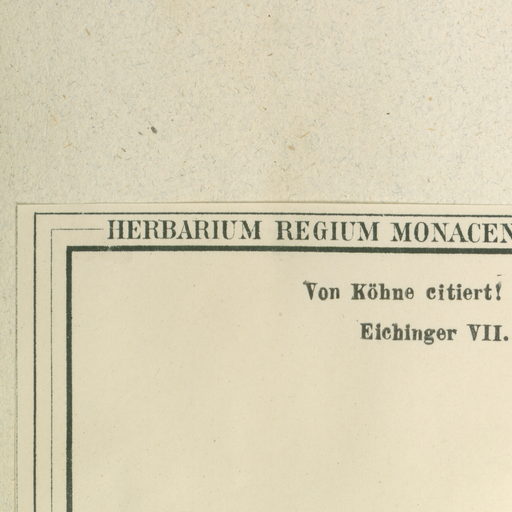 HERBARIUM REGIUM MONACEN
Von Köhne citiert!
Eichinger VII.